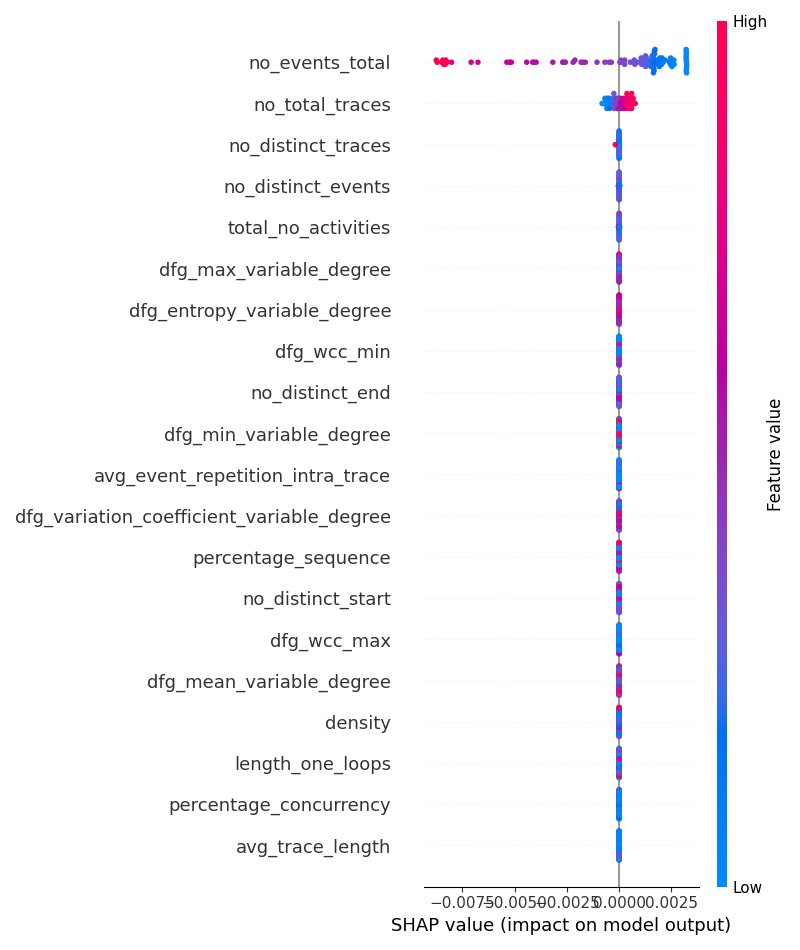 High
no_events_total
no_total_traces
no_distinct_traces
no_distinct_events
total_no_activities
dfg_max_variable_degree
dfg_entropy_variable_degree
dfg_wcc_min
no_distinct_end
dfg_min_variable_degree
avg_event_repetition_intra_trace
dfg_variation_coefficient_variable_degree
percentage_sequence
no_distinct_start
dfg_wcc_max
dfg_mean_variable_degree
density
length_one_loops
percentage_concurrency
avg_trace_length
Feature value
Low
−0.0075 −0.0050 −0.0025 0.0000 0.0025
SHAP value (impact on model output)